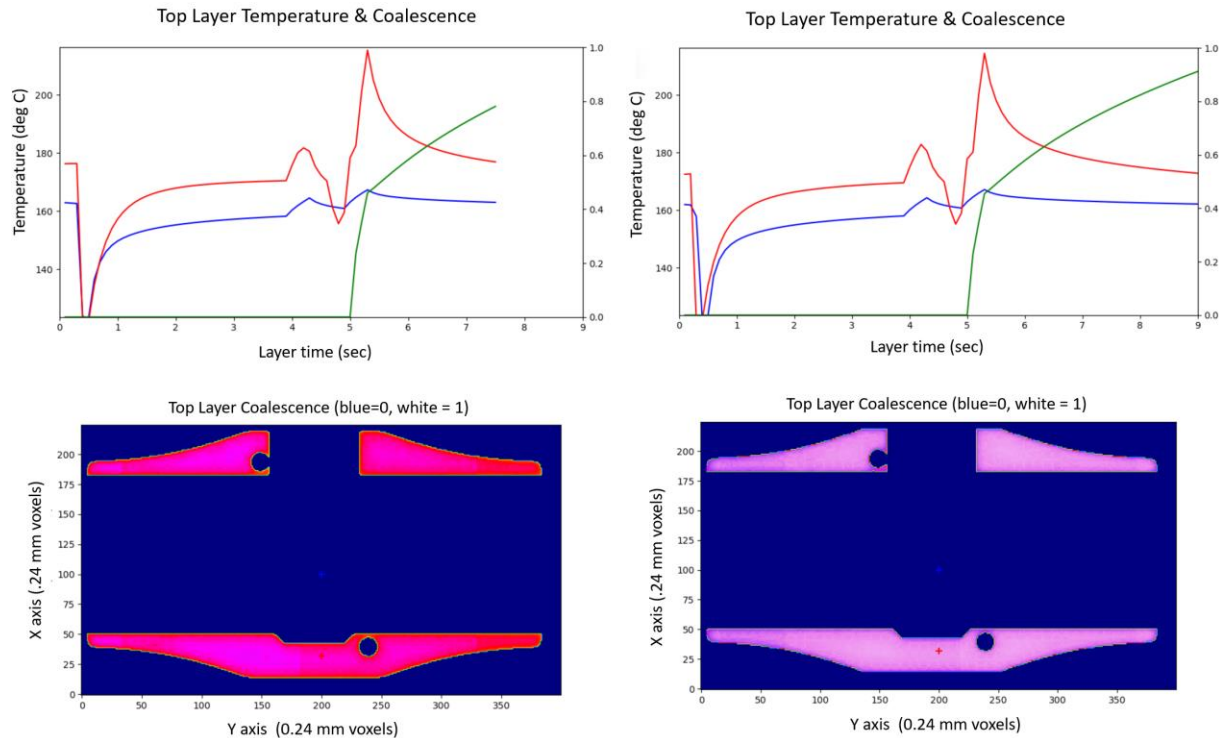 Top Layer Temperature & Coalescence
Temperature (deg C)
200
180
160
140
1.0
0.8
0.6
0.4
0.2
0.0
0 1 2 3 4 5 6 7 8 9
Layer time (sec)
Top Layer Temperature & Coalescence
Temperature (deg C)
200
180
160
140
1.0
0.8
0.6
0.4
0.2
0.0
0 1 2 3 4 5 6 7 8 9
Layer time (sec)
Top Layer Coalescence (blue=0, white = 1)
X axis (.24 mm voxels)
200
175
150
125
100
75
50
25
0
0 50 100 150 200 250 300 350
Y axis (0.24 mm voxels)
Top Layer Coalescence (blue=0, white = 1)
X axis (.24 mm voxels)
200
175
150
125
100
75
50
25
0
0 50 100 150 200 250 300 350
Y axis (0.24 mm voxels)